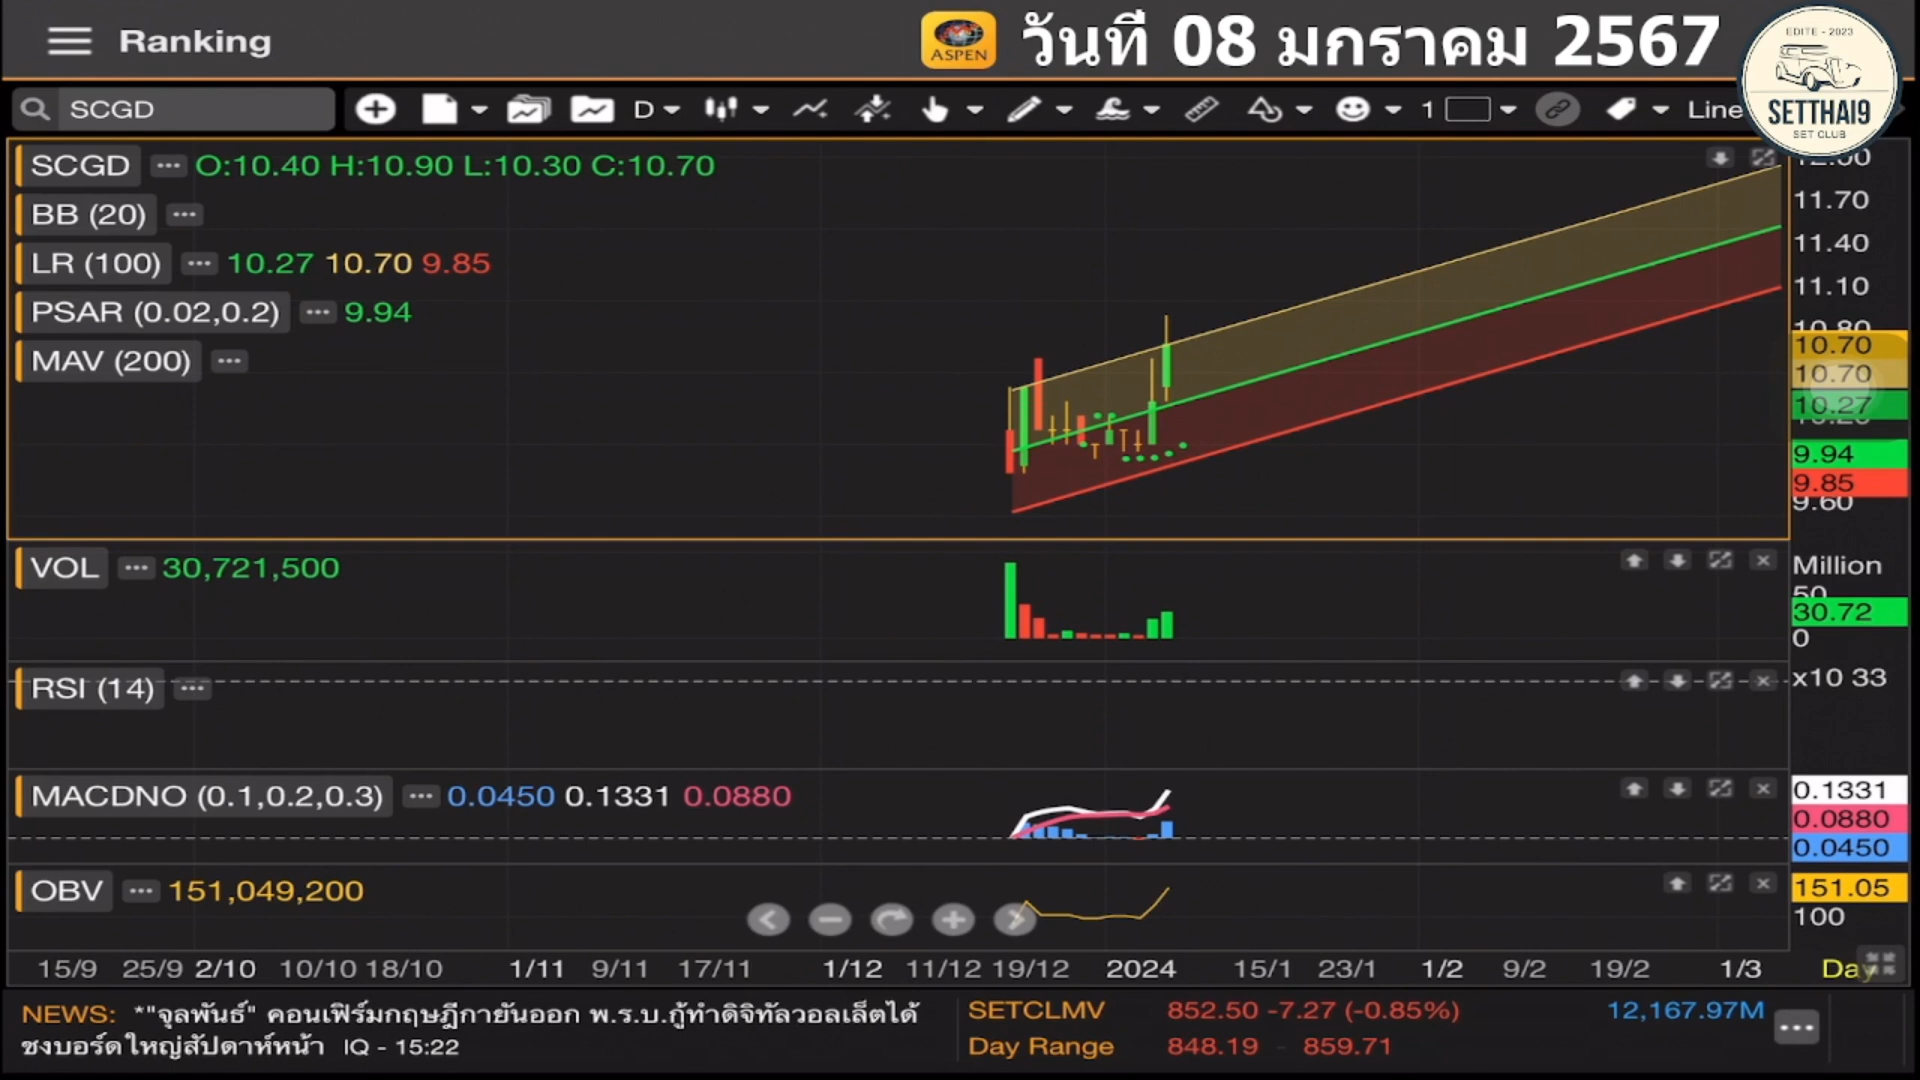 Ranking
ASPEN
วันที่ 08 มกราคม 2567
EDITE - 2023
SETTHAI9
SET CLUB
SCGD
D
1
Line
SCGD ... O:10.40 H:10.90 L:10.30 C:10.70
BB (20) ...
LR (100) ... 10.27 10.70 9.85
PSAR (0.02,0.2) ... 9.94
MAV (200) ...
12.00
11.70
11.40
11.10
10.80
10.70
10.70
10.27
9.94
9.85
9.60
VOL ... 30,721,500
Million
50
30.72
0
RSI (14) ...
x10 33
MACDNO (0.1,0.2,0.3) ... 0.0450 0.1331 0.0880
0.1331
0.0880
0.0450
OBV ... 151,049,200
151.05
100
15/9 25/9 2/10 10/10 18/10 1/11 9/11 17/11 1/12 11/12 19/12 2024 15/1 23/1 1/2 9/2 19/2 1/3 Day
NEWS: *"จุลพันธ์" คอนเฟิร์มกฤษฎีกายันออก พ.ร.บ.กู้ทำดิจิทัลวอลเล็ตได้
ชงบอร์ดใหญ่สัปดาห์หน้า IQ - 15:22
SETCLMV 852.50 -7.27 (-0.85%) 12,167.97M
Day Range 848.19 - 859.71